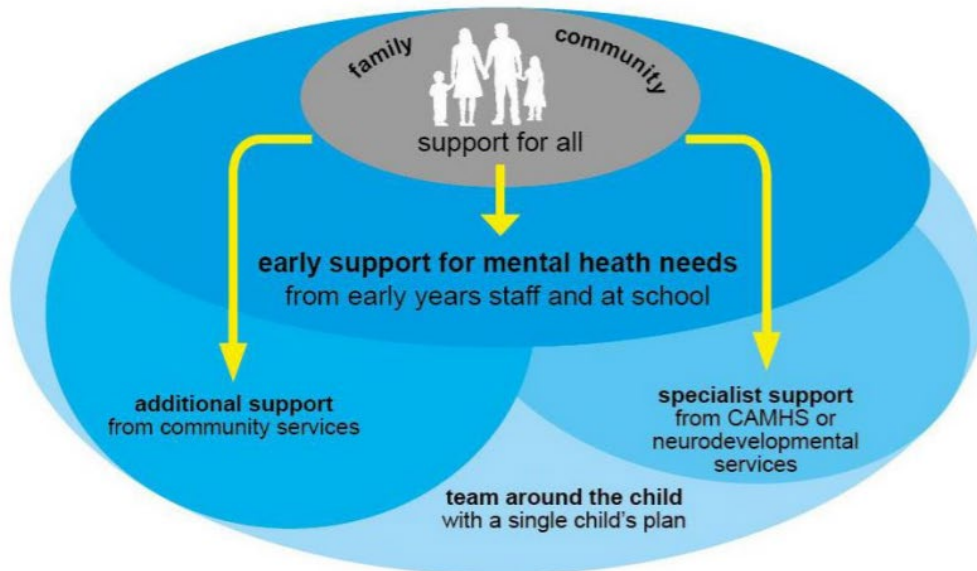 family
community
support for all
early support for mental heath needs
from early years staff and at school
additional support
from community services
specialist support
from CAMHS or
neurodevelopmental
services
team around the child
with a single child's plan